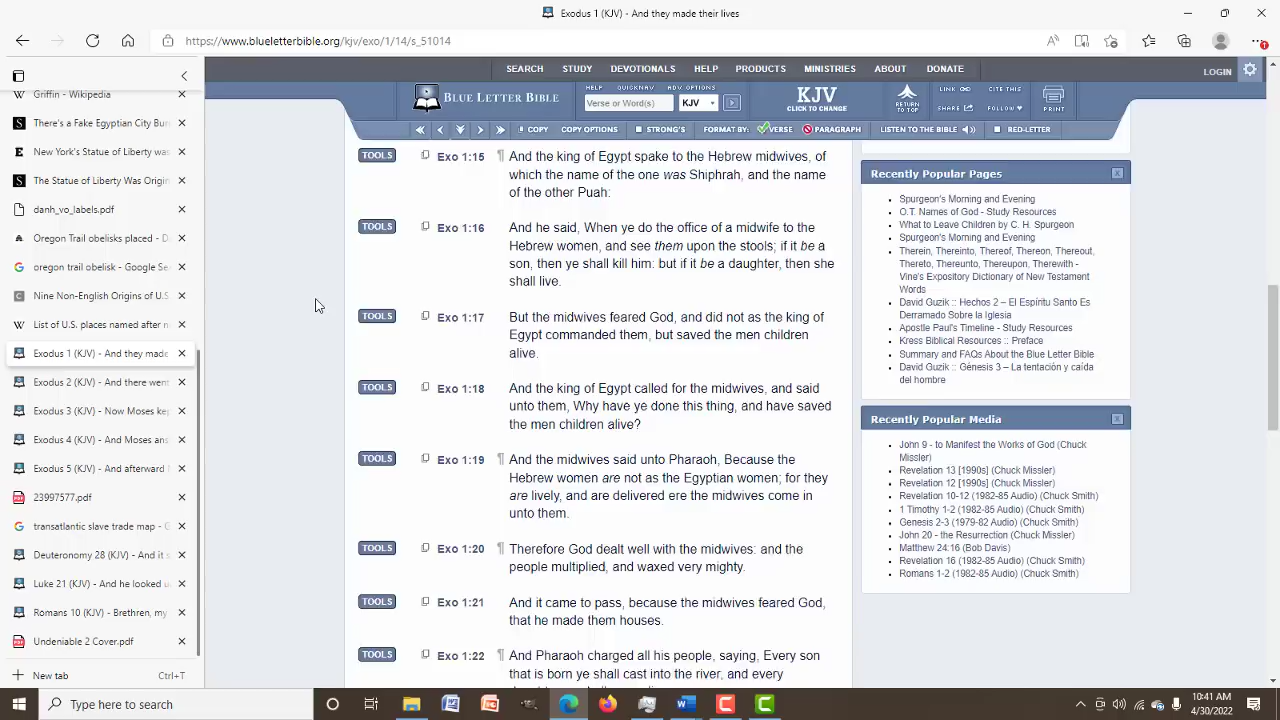 Exodus 1 (KJV) - And they made their lives
https://www.blueletterbible.org/kjv/exo/1/14/s_51014
Griffin - Wikipedia
There's a Fake Egyptian City Bur
New York's Statue of Liberty was
The Statue of Liberty Was Origin
danh_vo_labels.pdf
Oregon Trail obelisks placed - D
oregon trail obelisk - Google Se
Nine Non-English Origins of U.S.
List of U.S. places named after n
Exodus 1 (KJV) - And they made
Exodus 2 (KJV) - And there went
Exodus 3 (KJV) - Now Moses kep
Exodus 4 (KJV) - And Moses ans
Exodus 5 (KJV) - And afterward
23997577.pdf
transatlantic slave trade map - G
Deuteronomy 28 (KJV) - And it s
Luke 21 (KJV) - And he looked u
Romans 10 (KJV) - Brethren, my
Undeniable 2 Cover.pdf
New tab Ctrl+T
SEARCH STUDY DEVOTIONALS HELP PRODUCTS MINISTRIES ABOUT DONATE
LOGIN
BLUE LETTER BIBLE
HELP QUICKNAV ADV. OPTIONS
Verse or Word(s) KJV
KJV
CLICK TO CHANGE
RETURN
TO TOP
LINK CITE THIS
SHARE FOLLOW
PRINT
COPY COPY OPTIONS STRONG'S FORMAT BY: VERSE PARAGRAPH LISTEN TO THE BIBLE RED-LETTER
TOOLS Exo 1:15 ¶ And the king of Egypt spake to the Hebrew midwives, of
which the name of the one was Shiphrah, and the name
of the other Puah:
TOOLS Exo 1:16 And he said, When ye do the office of a midwife to the
Hebrew women, and see them upon the stools; if it be a
son, then ye shall kill him: but if it be a daughter, then she
shall live.
TOOLS Exo 1:17 But the midwives feared God, and did not as the king of
Egypt commanded them, but saved the men children
alive.
TOOLS Exo 1:18 And the king of Egypt called for the midwives, and said
unto them, Why have ye done this thing, and have saved
the men children alive?
TOOLS Exo 1:19 ¶ And the midwives said unto Pharaoh, Because the
Hebrew women are not as the Egyptian women; for they
are lively, and are delivered ere the midwives come in
unto them.
TOOLS Exo 1:20 ¶ Therefore God dealt well with the midwives: and the
people multiplied, and waxed very mighty.
TOOLS Exo 1:21 And it came to pass, because the midwives feared God,
that he made them houses.
TOOLS Exo 1:22 ¶ And Pharaoh charged all his people, saying, Every son
that is born ye shall cast into the river, and every
Recently Popular Pages
Spurgeon's Morning and Evening
O.T. Names of God - Study Resources
What to Leave Children by C. H. Spurgeon
Spurgeon's Morning and Evening
Therein, Thereinto, Thereof, Thereon, Thereout,
Thereto, Thereunto, Thereupon, Therewith -
Vine's Expository Dictionary of New Testament
Words
David Guzik :: Hechos 2 – El Espíritu Santo Es
Derramado Sobre la Iglesia
Apostle Paul's Timeline - Study Resources
Kress Biblical Resources :: Preface
Summary and FAQs About the Blue Letter Bible
David Guzik :: Génesis 3 – La tentación y caída
del hombre
Recently Popular Media
John 9 - to Manifest the Works of God (Chuck
Missler)
Revelation 13 [1990s] (Chuck Missler)
Revelation 12 [1990s] (Chuck Missler)
Revelation 10-12 (1982-85 Audio) (Chuck Smith)
1 Timothy 1-2 (1982-85 Audio) (Chuck Smith)
Genesis 2-3 (1979-82 Audio) (Chuck Smith)
John 20 - the Resurrection (Chuck Missler)
Matthew 24:16 (Bob Davis)
Revelation 16 (1982-85 Audio) (Chuck Missler)
Romans 1-2 (1982-85 Audio) (Chuck Smith)
Type here to search
10:41 AM
4/30/2022